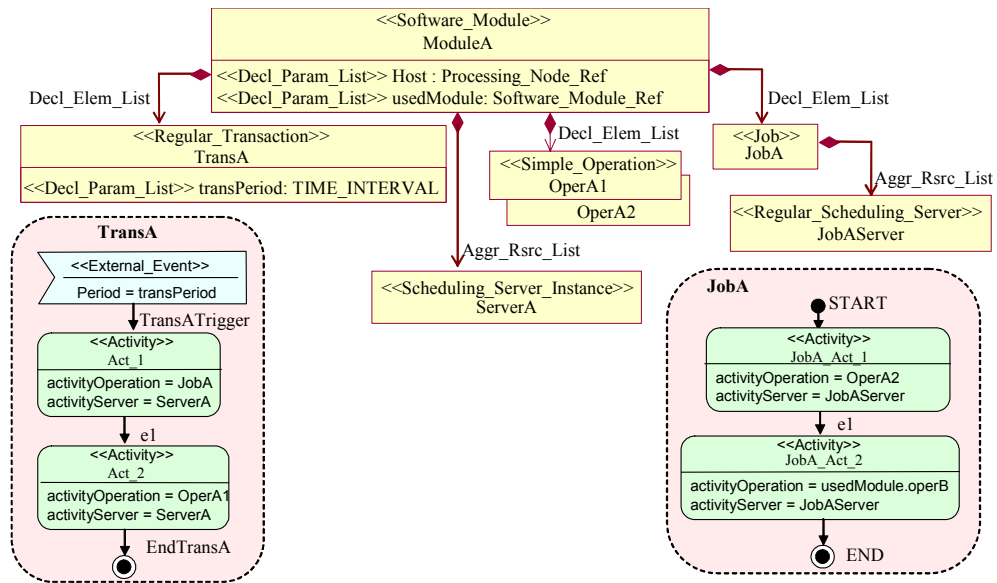 <<Software_Module>>
ModuleA
<<Decl_Param_List>> Host : Processing_Node_Ref
<<Decl_Param_List>> usedModule: Software_Module_Ref
Decl_Elem_List
Decl_Elem_List
Decl_Elem_List
<<Regular_Transaction>>
TransA
<<Decl_Param_List>> transPeriod: TIME_INTERVAL
<<Simple_Operation>>
OperA1
OperA2
<<Job>>
JobA
Aggr_Rsrc_List
<<Regular_Scheduling_Server>>
JobAServer
Aggr_Rsrc_List
<<Scheduling_Server_Instance>>
ServerA
TransA
<<External_Event>>
Period = transPeriod
TransATrigger
<<Activity>>
Act_1
activityOperation = JobA
activityServer = ServerA
e1
<<Activity>>
Act_2
activityOperation = OperA1
activityServer = ServerA
EndTransA
JobA
START
<<Activity>>
JobA_Act_1
activityOperation = OperA2
activityServer = JobAServer
e1
<<Activity>>
JobA_Act_2
activityOperation = usedModule.operB
activityServer = JobAServer
END